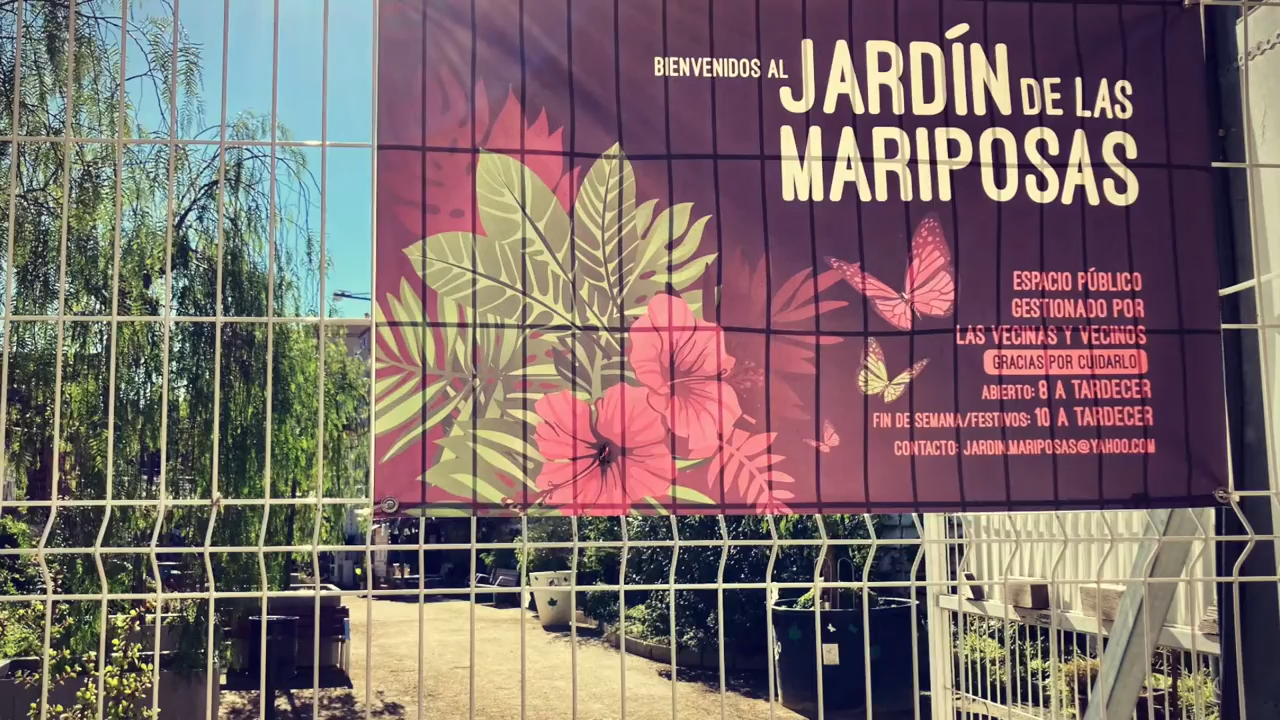 BIENVENIDOS AL JARDÍN DE LAS
MARIPOSAS
ESPACIO PÚBLICO
GESTIONADO POR
LAS VECINAS Y VECINOS
GRACIAS POR CUIDARLO
ABIERTO: 8 A TARDECER
FIN DE SEMANA/FESTIVOS: 10 A TARDECER
CONTACTO: JARDIN.MARIPOSAS@YAHOO.COM